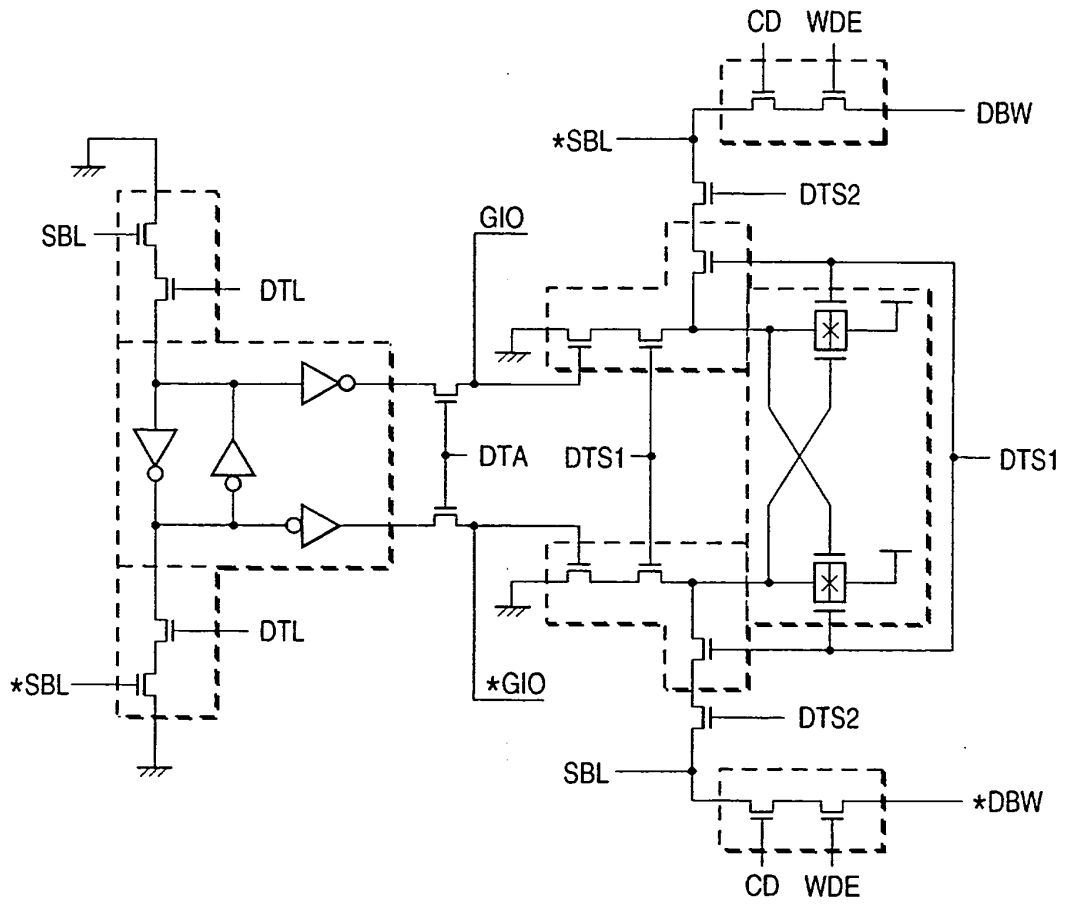 CD WDE
DBW
*SBL
DTS2
GIO
SBL
DTL
DTA
DTS1
DTS1
DTL
*SBL
*GIO
DTS2
SBL
*DBW
CD WDE